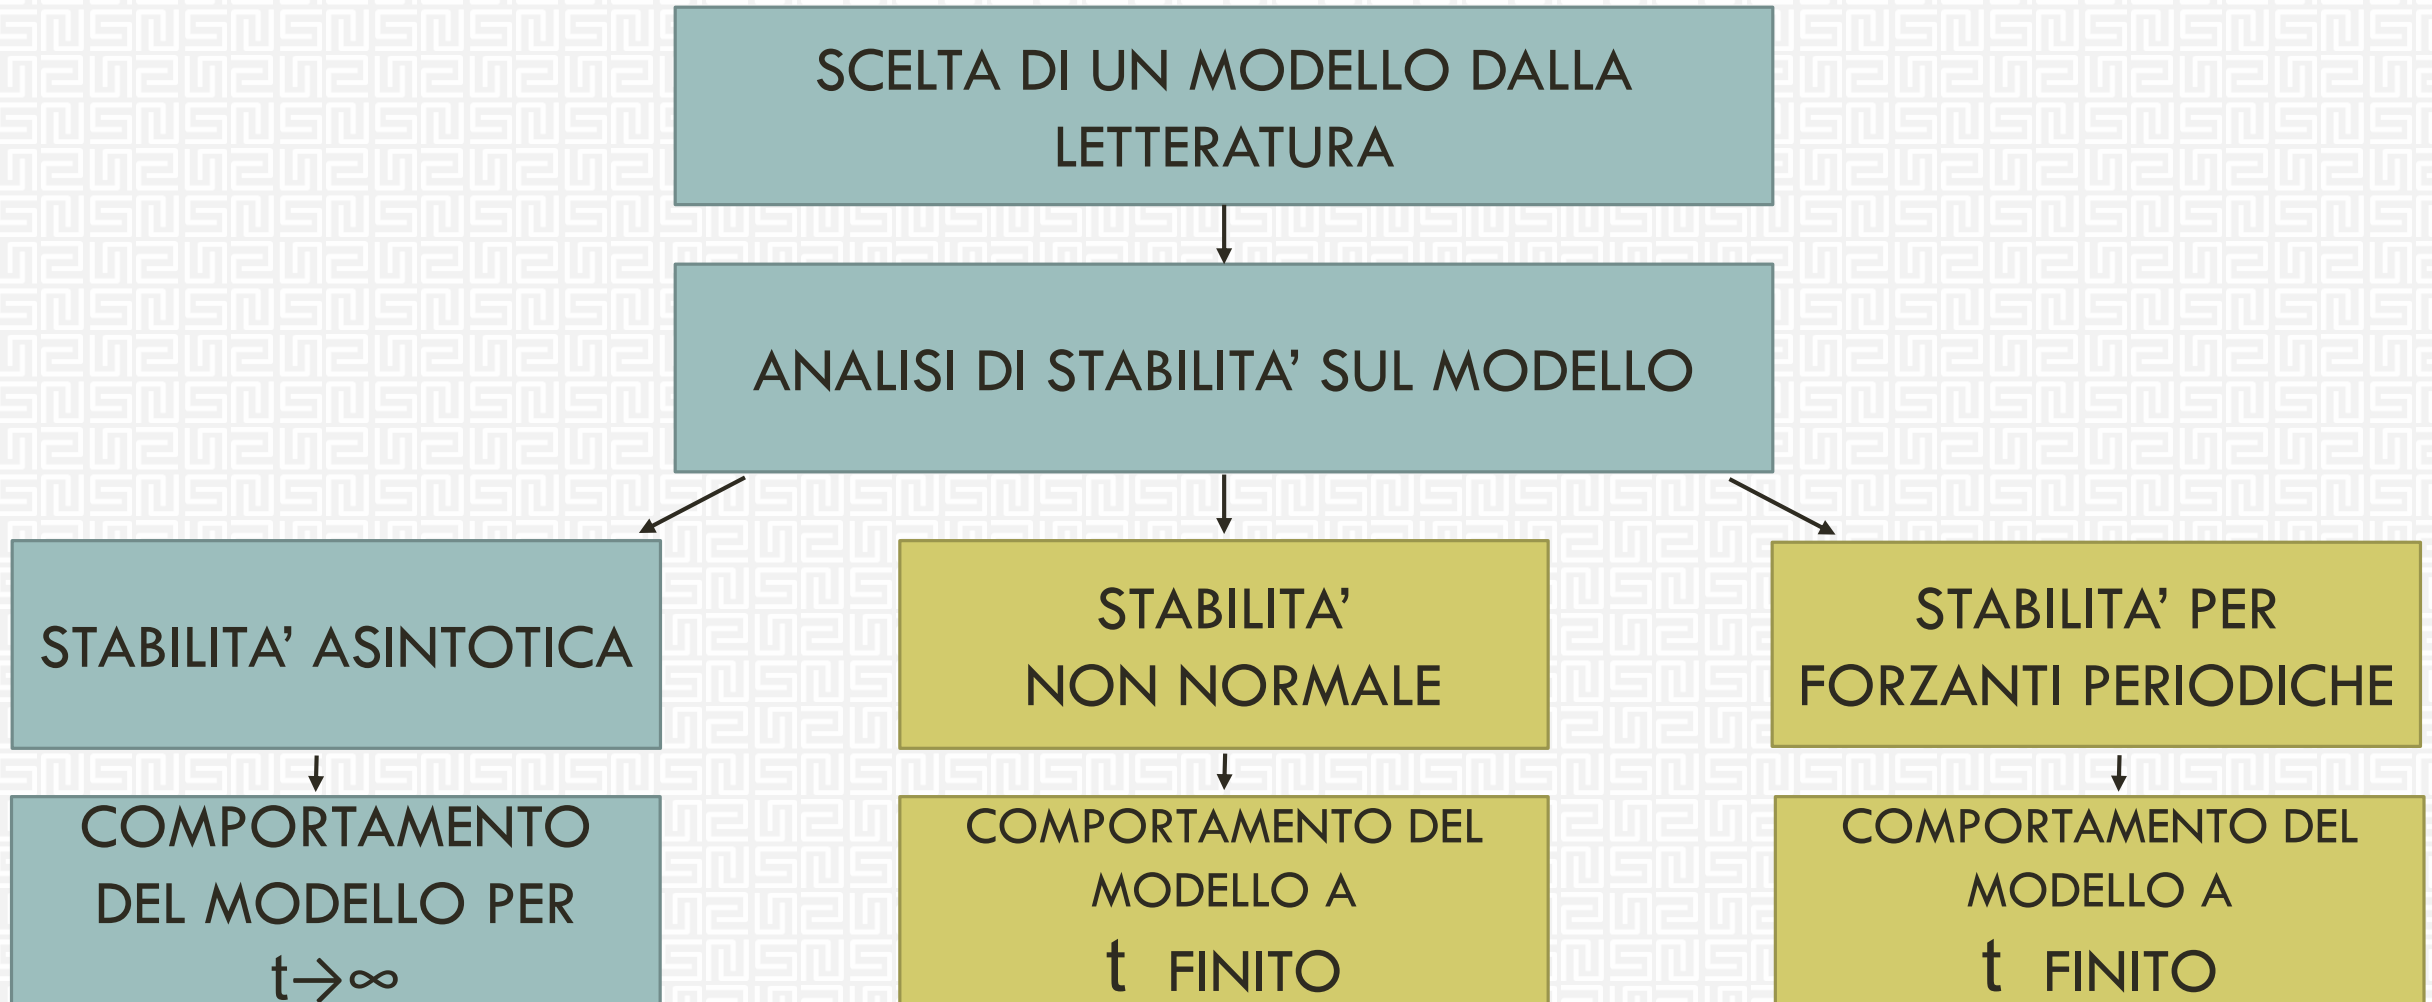 SCELTA DI UN MODELLO DALLA
LETTERATURA
ANALISI DI STABILITA’ SUL MODELLO
STABILITA’ ASINTOTICA
STABILITA’
NON NORMALE
STABILITA’ PER
FORZANTI PERIODICHE
COMPORTAMENTO
DEL MODELLO PER
t→∞
COMPORTAMENTO DEL
MODELLO A
t FINITO
COMPORTAMENTO DEL
MODELLO A
t FINITO